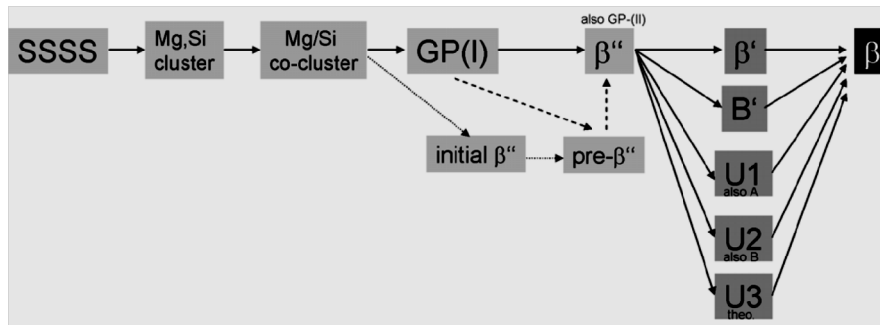 also GP-(II)
SSSS
Mg,Si
cluster
Mg/Si
co-cluster
GP(I)
β“
β‘
β
B‘
initial β“
pre-β“
U1
also A
U2
also B
U3
theo.